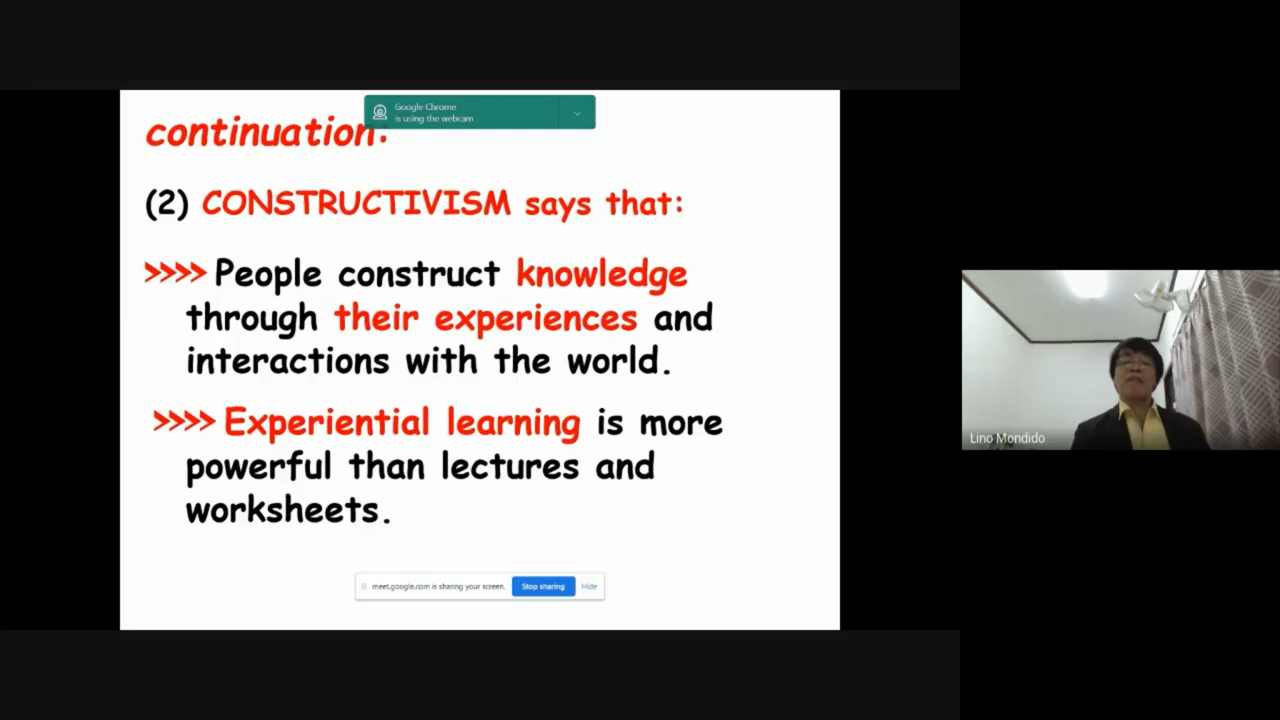 Google Chrome
is using the webcam
continuation:
(2) CONSTRUCTIVISM says that:
>>>> People construct knowledge
through their experiences and
interactions with the world.
>>>> Experiential learning is more
powerful than lectures and
worksheets.
meet.google.com is sharing your screen. Stop sharing Hide
Lino Mondido